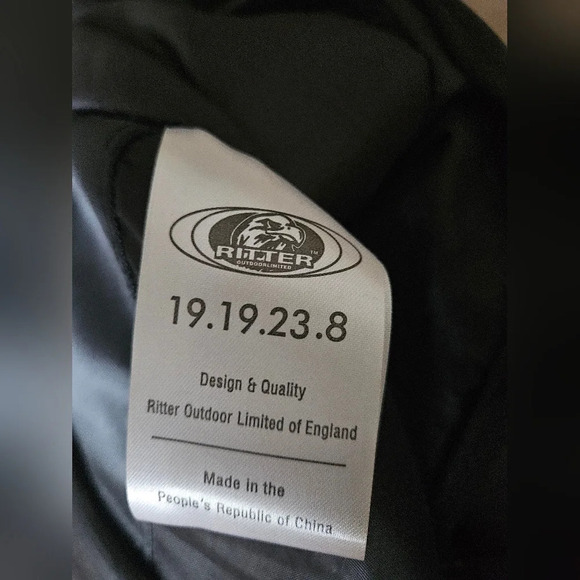 RITTER
TM
OUTDOORLIMITED
19.19.23.8
Design & Quality
Ritter Outdoor Limited of England
Made in the
People's Republic of China